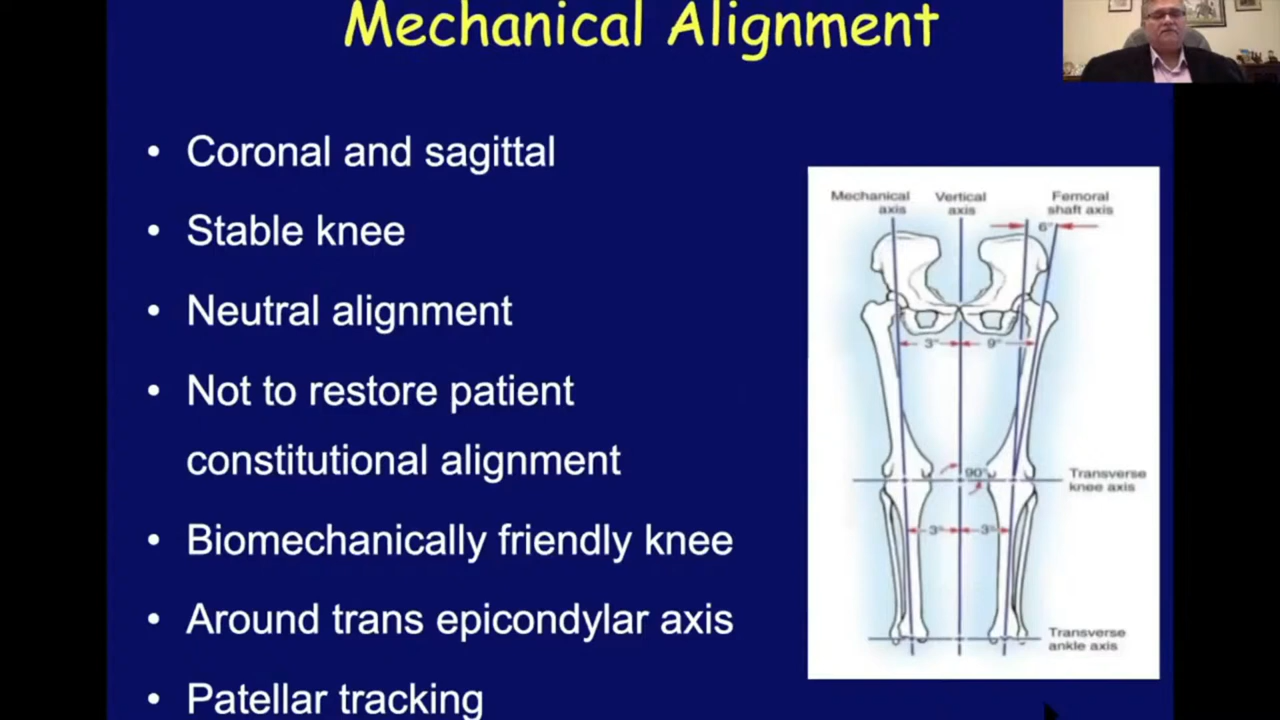 Mechanical Alignment
• Coronal and sagittal
• Stable knee
• Neutral alignment
• Not to restore patient
constitutional alignment
• Biomechanically friendly knee
• Around trans epicondylar axis
• Patellar tracking
Mechanical
axis
Vertical
axis
Femoral
shaft axis
6°
3°
9°
90°
Transverse
knee axis
3°
3°
Transverse
ankle axis